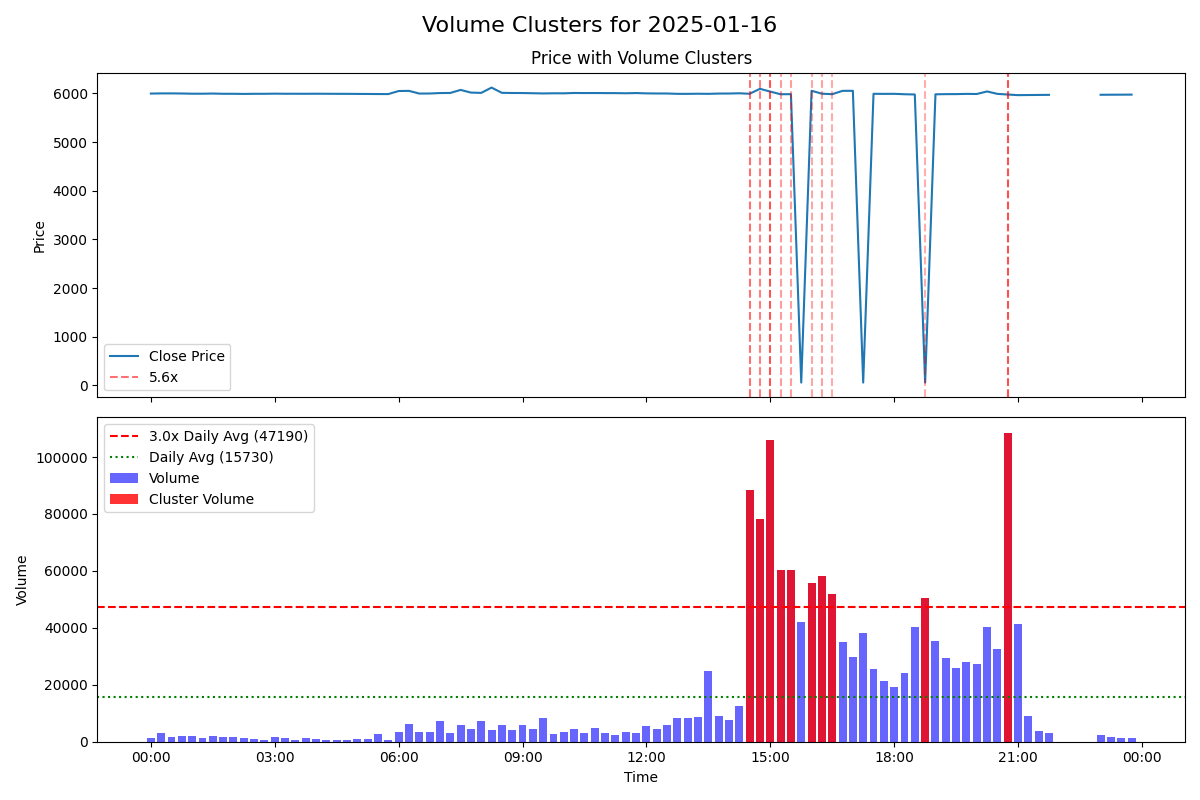 Volume Clusters for 2025-01-16
Price with Volume Clusters
6000
5000
4000
3000
2000
1000
0
Price
Close Price
5.6x
3.0x Daily Avg (47190)
Daily Avg (15730)
Volume
Cluster Volume
100000
80000
60000
40000
20000
0
Volume
00:00
03:00
06:00
09:00
12:00
15:00
18:00
21:00
00:00
Time